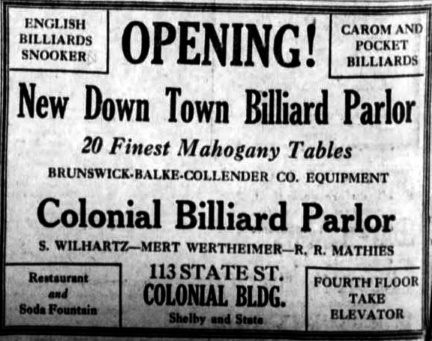 ENGLISH
BILLIARDS
SNOOKER
OPENING!
CAROM AND
POCKET
BILLIARDS
New Down Town Billiard Parlor
20 Finest Mahogany Tables
BRUNSWICK-BALKE-COLLENDER CO. EQUIPMENT
Colonial Billiard Parlor
S. WILHARTZ—MERT WERTHEIMER—R. R. MATHIES
Restaurant
and
Soda Fountain
113 STATE ST.
COLONIAL BLDG.
Shelby and State
FOURTH FLOOR
TAKE
ELEVATOR